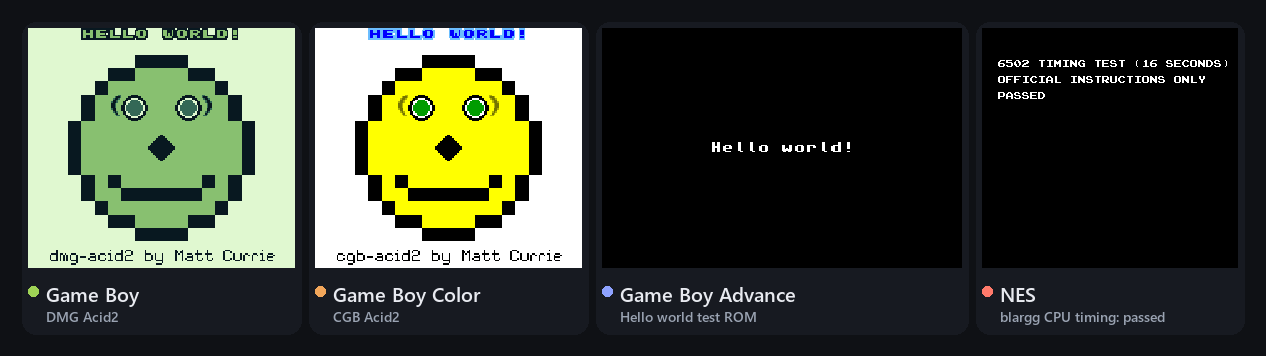 HELLO WORLD!
dmg-acid2 by Matt Currie
Game Boy
DMG Acid2
HELLO WORLD!
cgb-acid2 by Matt Currie
Game Boy Color
CGB Acid2
Hello world!
Game Boy Advance
Hello world test ROM
6502 TIMING TEST (16 SECONDS)
OFFICIAL INSTRUCTIONS ONLY
PASSED
NES
blargg CPU timing: passed